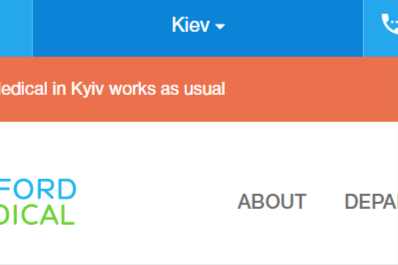 Kiev
edical in Kyiv works as usual
FORD
DICAL
ABOUT DEPA